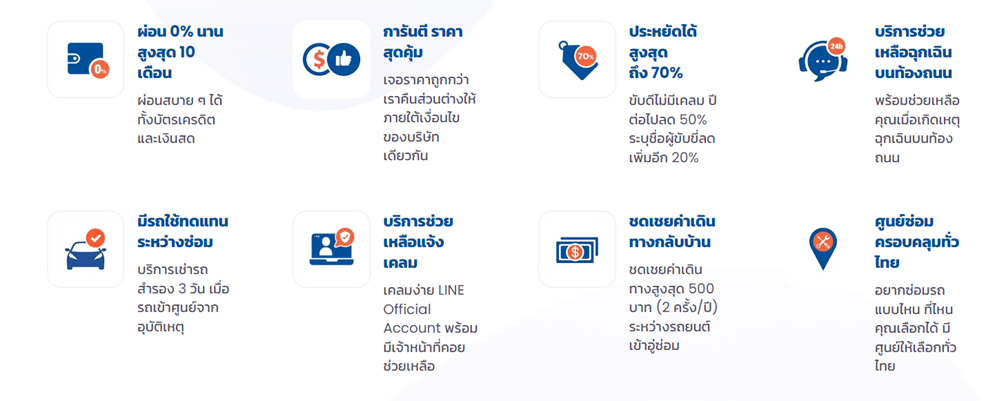 0%
ผ่อน 0% นาน
สูงสุด 10
เดือน
ผ่อนสบาย ๆ ได้
ทั้งบัตรเครดิต
และเงินสด
$
การันตี ราคา
สุดคุ้ม
เจอราคาถูกกว่า
เราคืนส่วนต่างให้
ภายใต้เงื่อนไข
ของบริษัท
เดียวกัน
70%
ประหยัดได้
สูงสุด
ถึง 70%
ขับดีไม่มีเคลม ปี
ต่อไปลด 50%
ระบุชื่อผู้ขับขี่ลด
เพิ่มอีก 20%
24h
บริการช่วย
เหลือฉุกเฉิน
บนท้องถนน
พร้อมช่วยเหลือ
คุณเมื่อเกิดเหตุ
ฉุกเฉินบนท้อง
ถนน
มีรถใช้ทดแทน
ระหว่างซ่อม
บริการเช่ารถ
สำรอง 3 วัน เมื่อ
รถเข้าศูนย์จาก
อุบัติเหตุ
บริการช่วย
เหลือแจ้ง
เคลม
เคลมง่าย LINE
Official
Account พร้อม
มีเจ้าหน้าที่คอย
ช่วยเหลือ
$
ชดเชยค่าเดิน
ทางกลับบ้าน
ชดเชยค่าเดิน
ทางสูงสุด 500
บาท (2 ครั้ง/ปี)
ระหว่างรถยนต์
เข้าอู่ซ่อม
ศูนย์ซ่อม
ครอบคลุมทั่ว
ไทย
อยากซ่อมรถ
แบบไหน ที่ไหน
คุณเลือกได้ มี
ศูนย์ให้เลือกทั่ว
ไทย